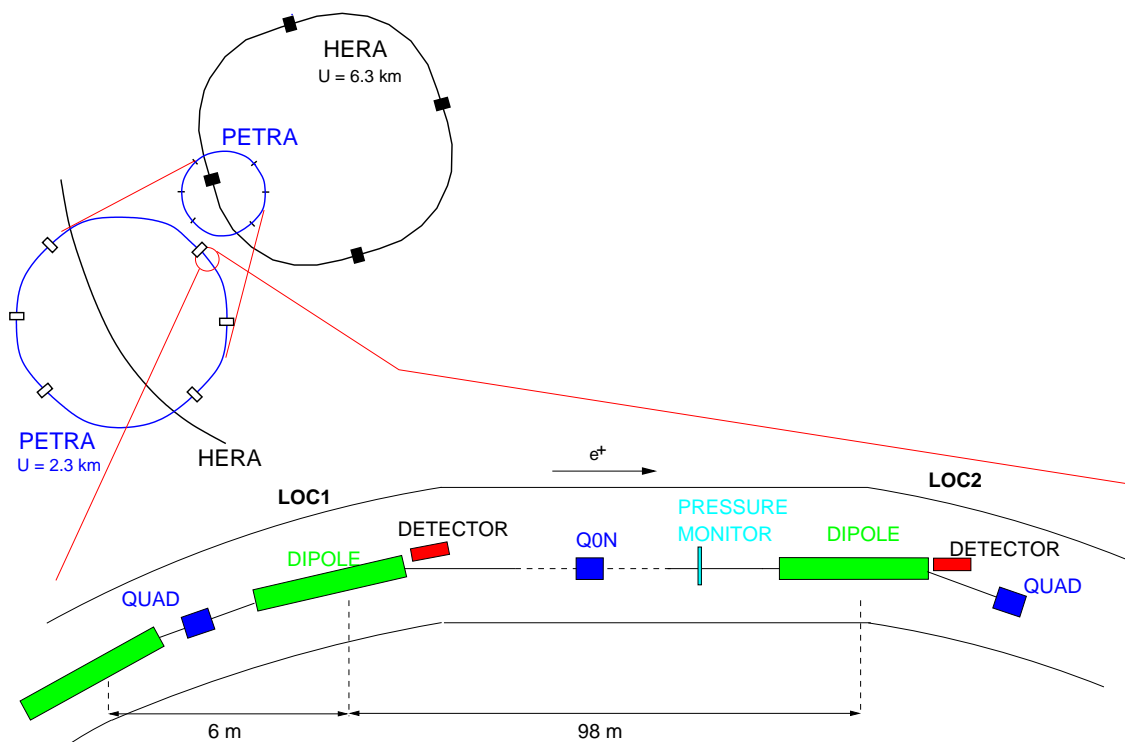 HERA
U = 6.3 km
PETRA
PETRA
U = 2.3 km
HERA
e+
LOC1
LOC2
PRESSURE
MONITOR
DETECTOR
Q0N
DIPOLE
DIPOLE
DETECTOR
QUAD
QUAD
6 m
98 m